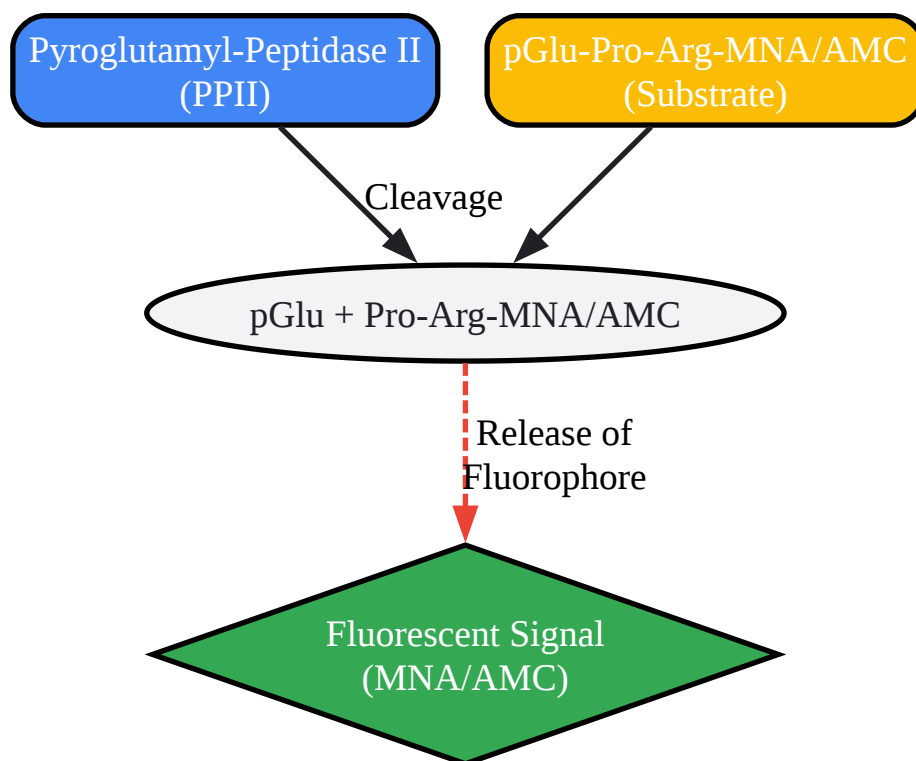 Pyroglutamyl-Peptidase II
(PPII)
pGlu-Pro-Arg-MNA/AMC
(Substrate)
Cleavage
pGlu + Pro-Arg-MNA/AMC
Release of
Fluorophore
Fluorescent Signal
(MNA/AMC)